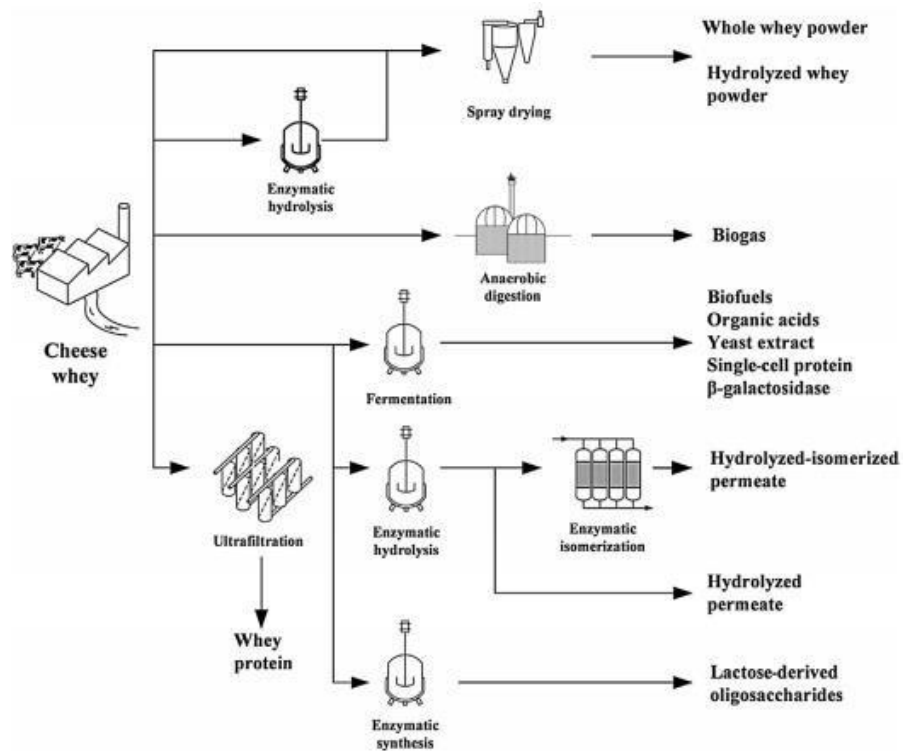 Whole whey powder
Hydrolyzed whey
powder
Spray drying
Enzymatic
hydrolysis
Biogas
Anaerobic
digestion
Cheese
whey
Biofuels
Organic acids
Yeast extract
Single-cell protein
β-galactosidase
Fermentation
Ultrafiltration
Enzymatic
hydrolysis
Enzymatic
isomerization
Hydrolyzed-isomerized
permeate
Hydrolyzed
permeate
Whey
protein
Enzymatic
synthesis
Lactose-derived
oligosaccharides